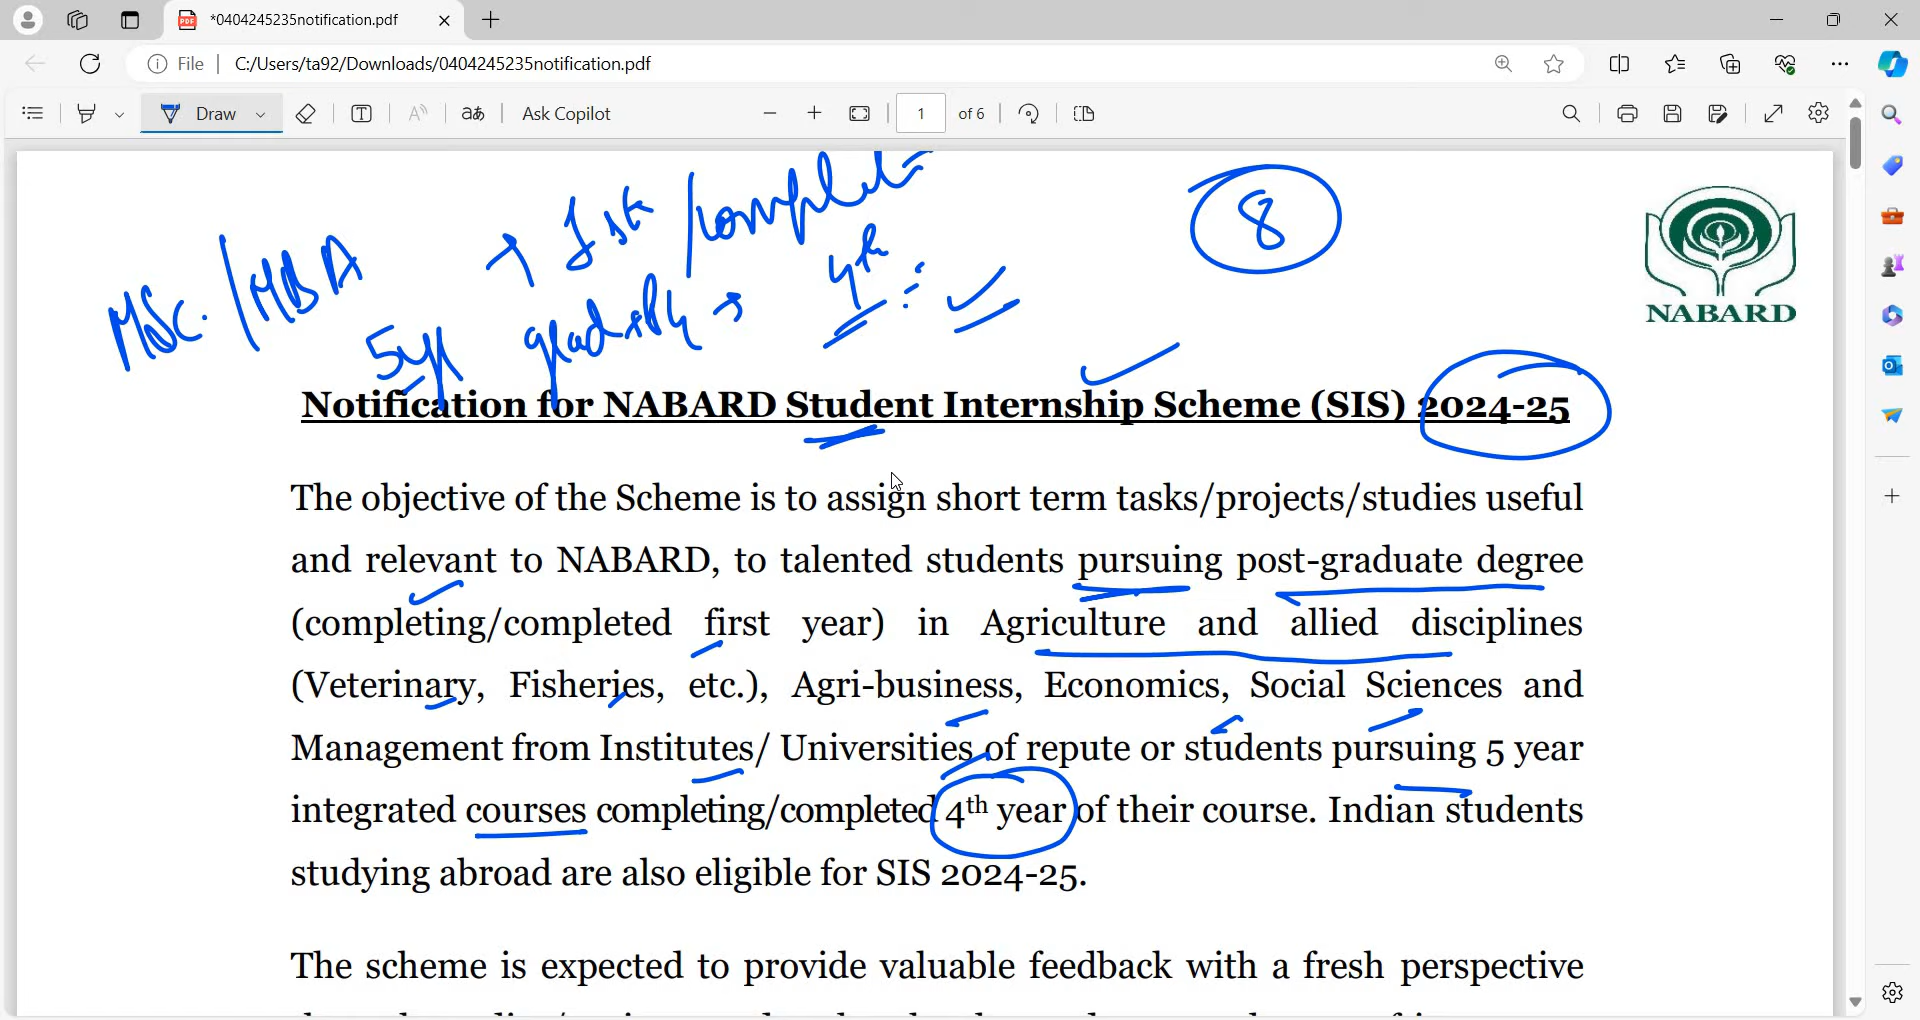 *0404245235notification.pdf
File | C:/Users/ta92/Downloads/0404245235notification.pdf
Draw
aあ
Ask Copilot
1 of 6
1st / complet
8
MSc. / MBA
4th
5yr
NABARD
Notification for NABARD Student Internship Scheme (SIS) 2024-25
The objective of the Scheme is to assign short term tasks/projects/studies useful
and relevant to NABARD, to talented students pursuing post-graduate degree
(completing/completed first year) in Agriculture and allied disciplines
(Veterinary, Fisheries, etc.), Agri-business, Economics, Social Sciences and
Management from Institutes/ Universities of repute or students pursuing 5 year
integrated courses completing/completed 4th year of their course. Indian students
studying abroad are also eligible for SIS 2024-25.
The scheme is expected to provide valuable feedback with a fresh perspective